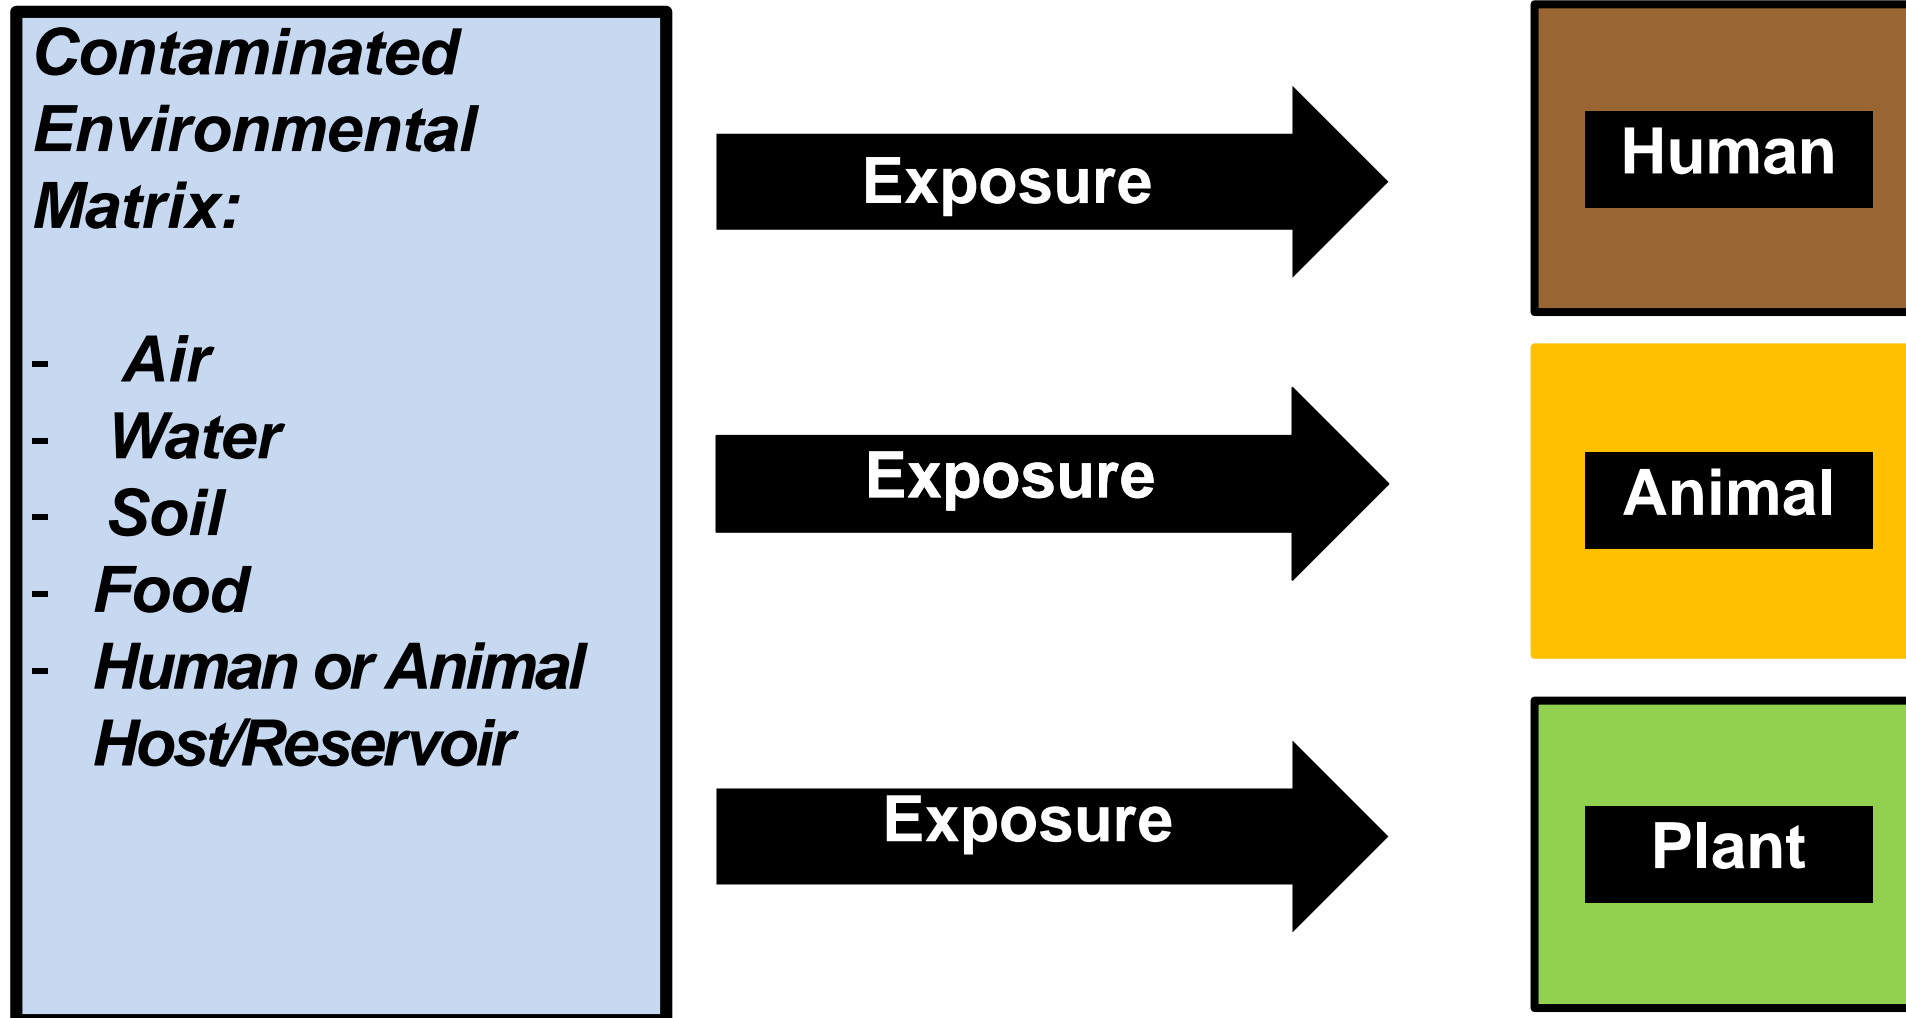 Contaminated
Environmental
Matrix:
- Air
- Water
- Soil
- Food
- Human or Animal
Host/Reservoir
Exposure
Human
Exposure
Animal
Exposure
Plant